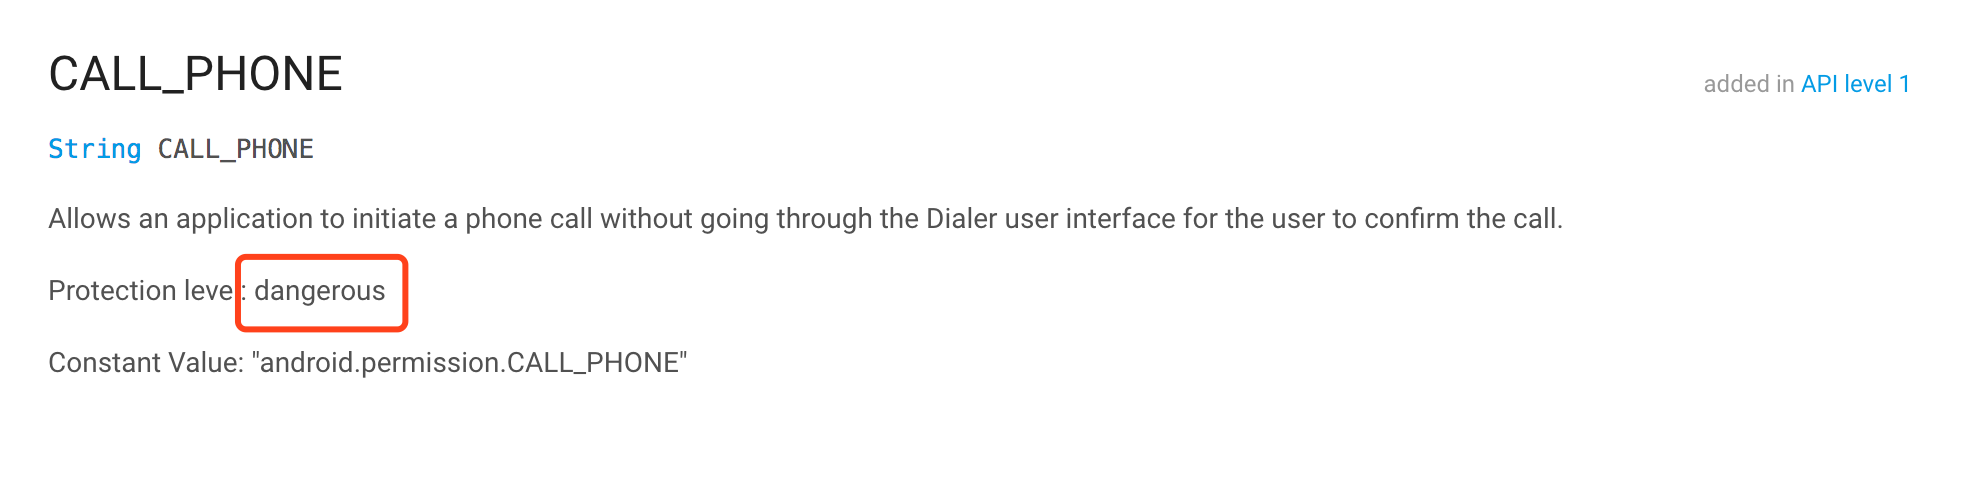 CALL_PHONE
added in API level 1
String CALL_PHONE
Allows an application to initiate a phone call without going through the Dialer user interface for the user to confirm the call.
Protection level: dangerous
Constant Value: "android.permission.CALL_PHONE"